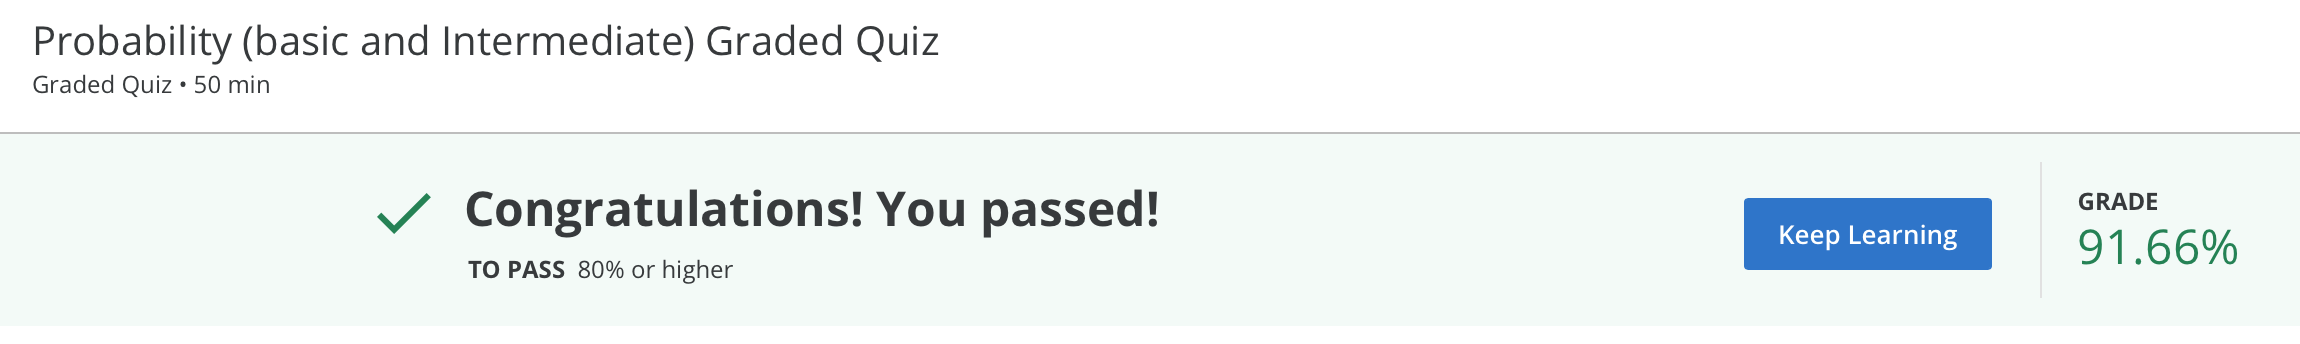 Probability (basic and Intermediate) Graded Quiz
Graded Quiz • 50 min
Congratulations! You passed!
TO PASS 80% or higher
Keep Learning
GRADE
91.66%